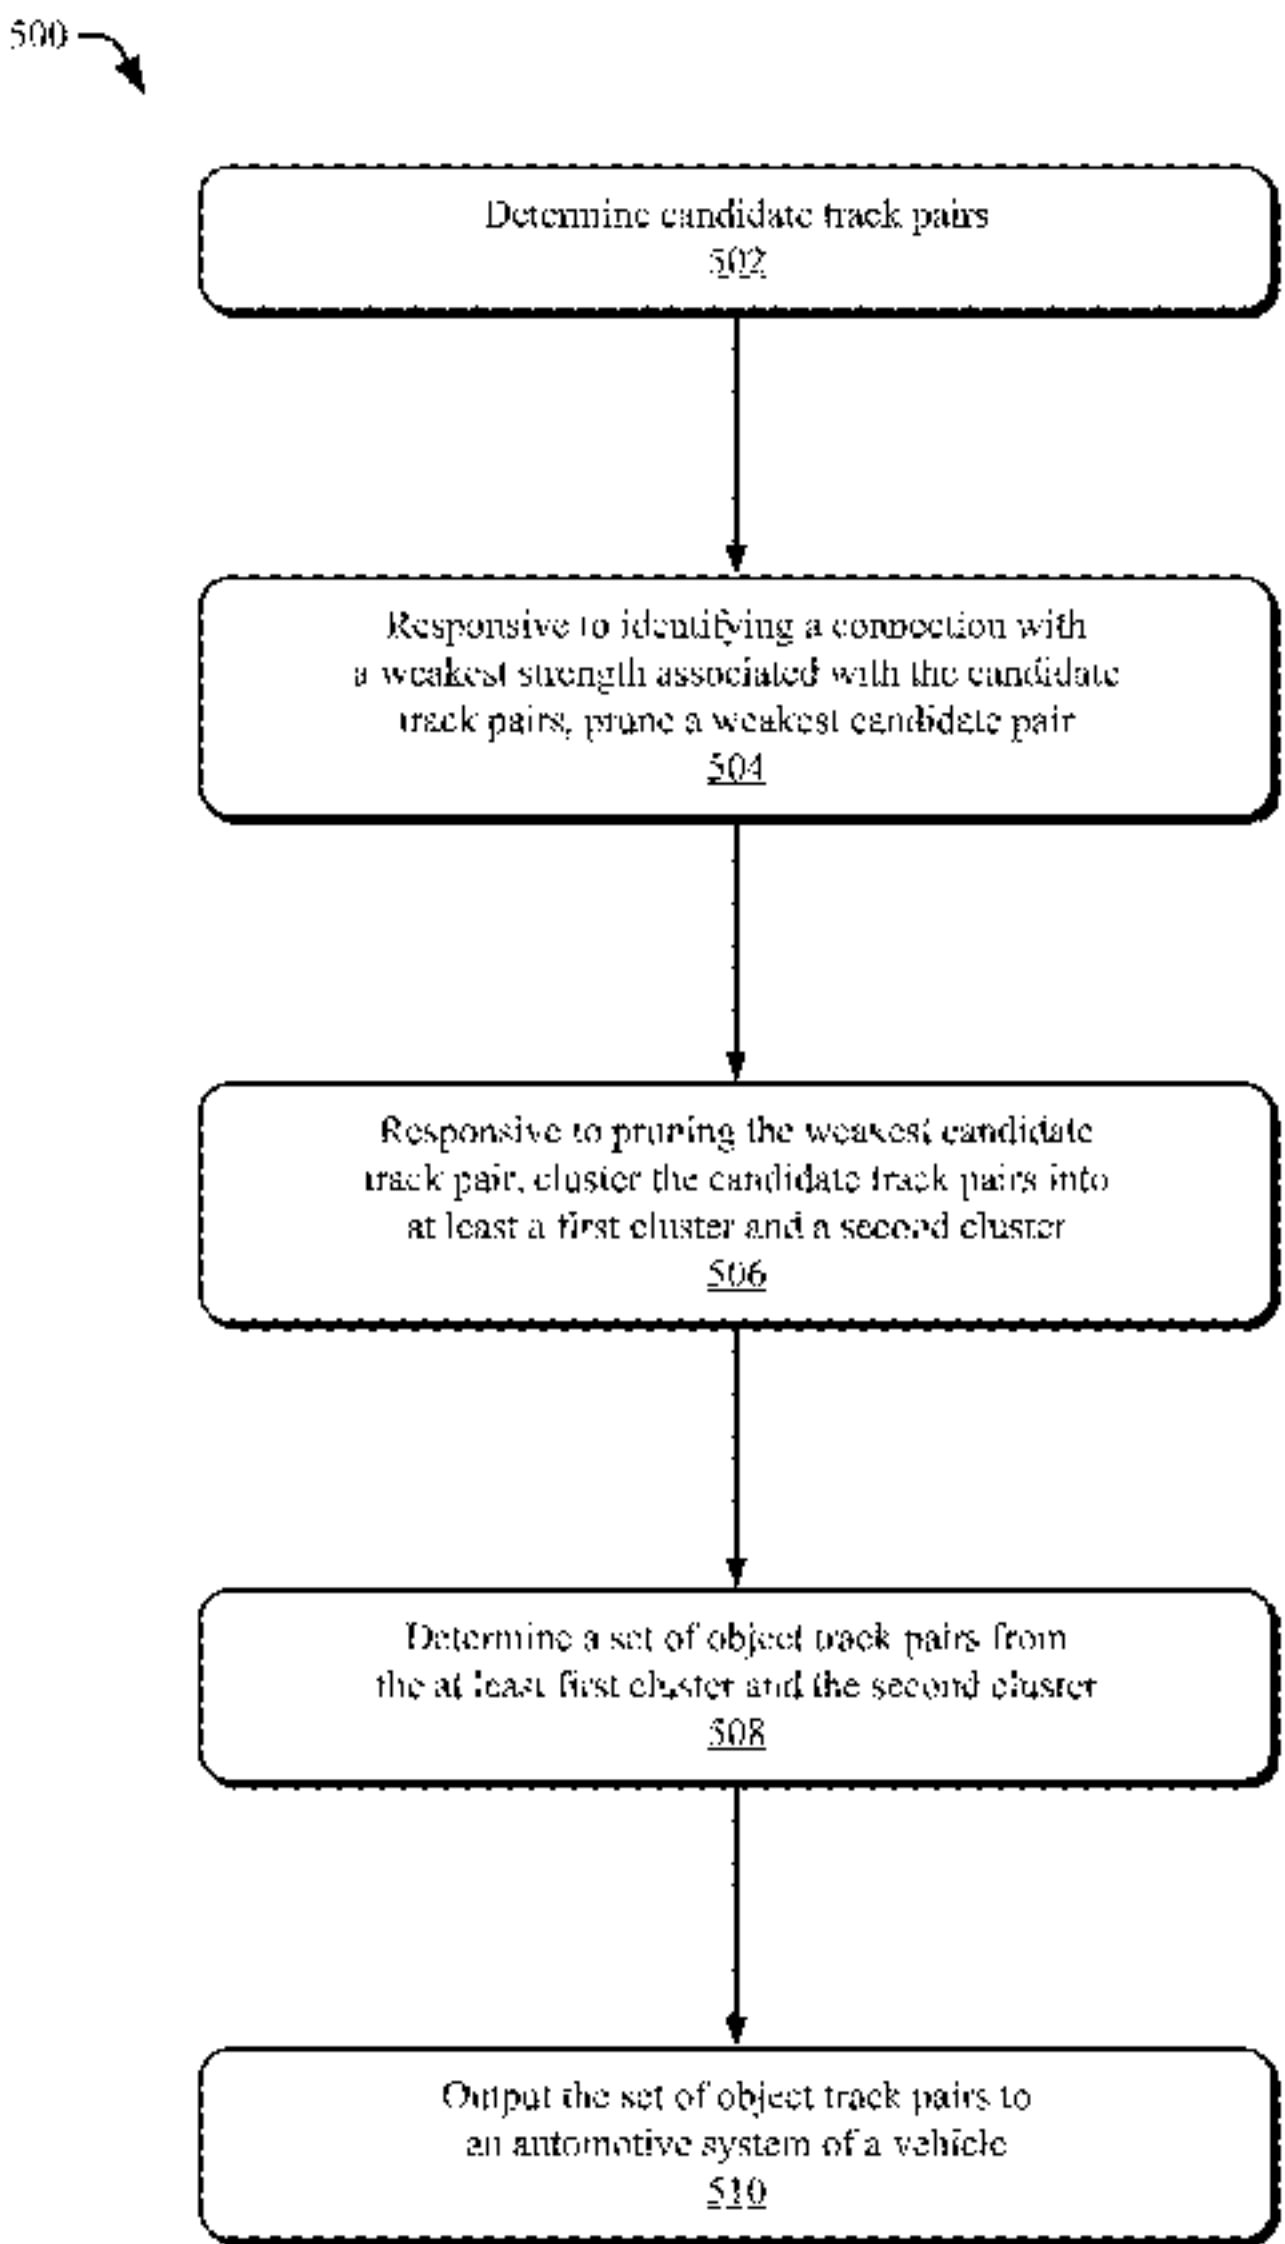 500
Determine candidate track pairs
502
Responsive to identifying a connection with
a weakest strength associated with the candidate
track pairs, prune a weakest candidate pair
504
Responsive to pruning the weakest candidate
track pair, cluster the candidate track pairs into
at least a first cluster and a second cluster
506
Determine a set of object track pairs from
the at least first cluster and the second cluster
508
Output the set of object track pairs to
an automotive system of a vehicle
510